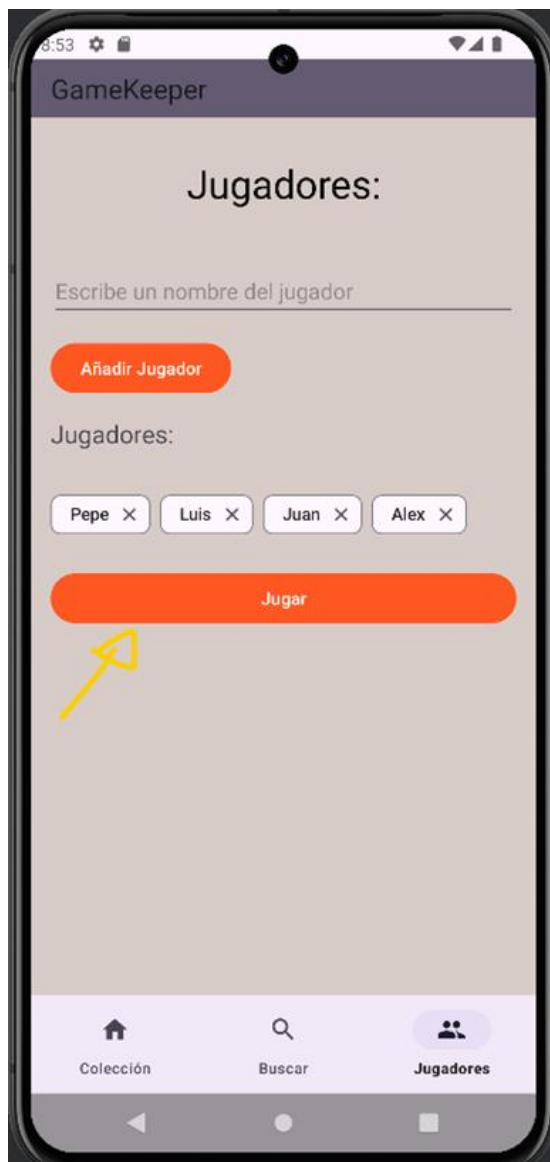 8:53
GameKeeper
Jugadores:
Escribe un nombre del jugador
Añadir Jugador
Jugadores:
Pepe Luis Juan Alex
Jugar
Colección Buscar Jugadores